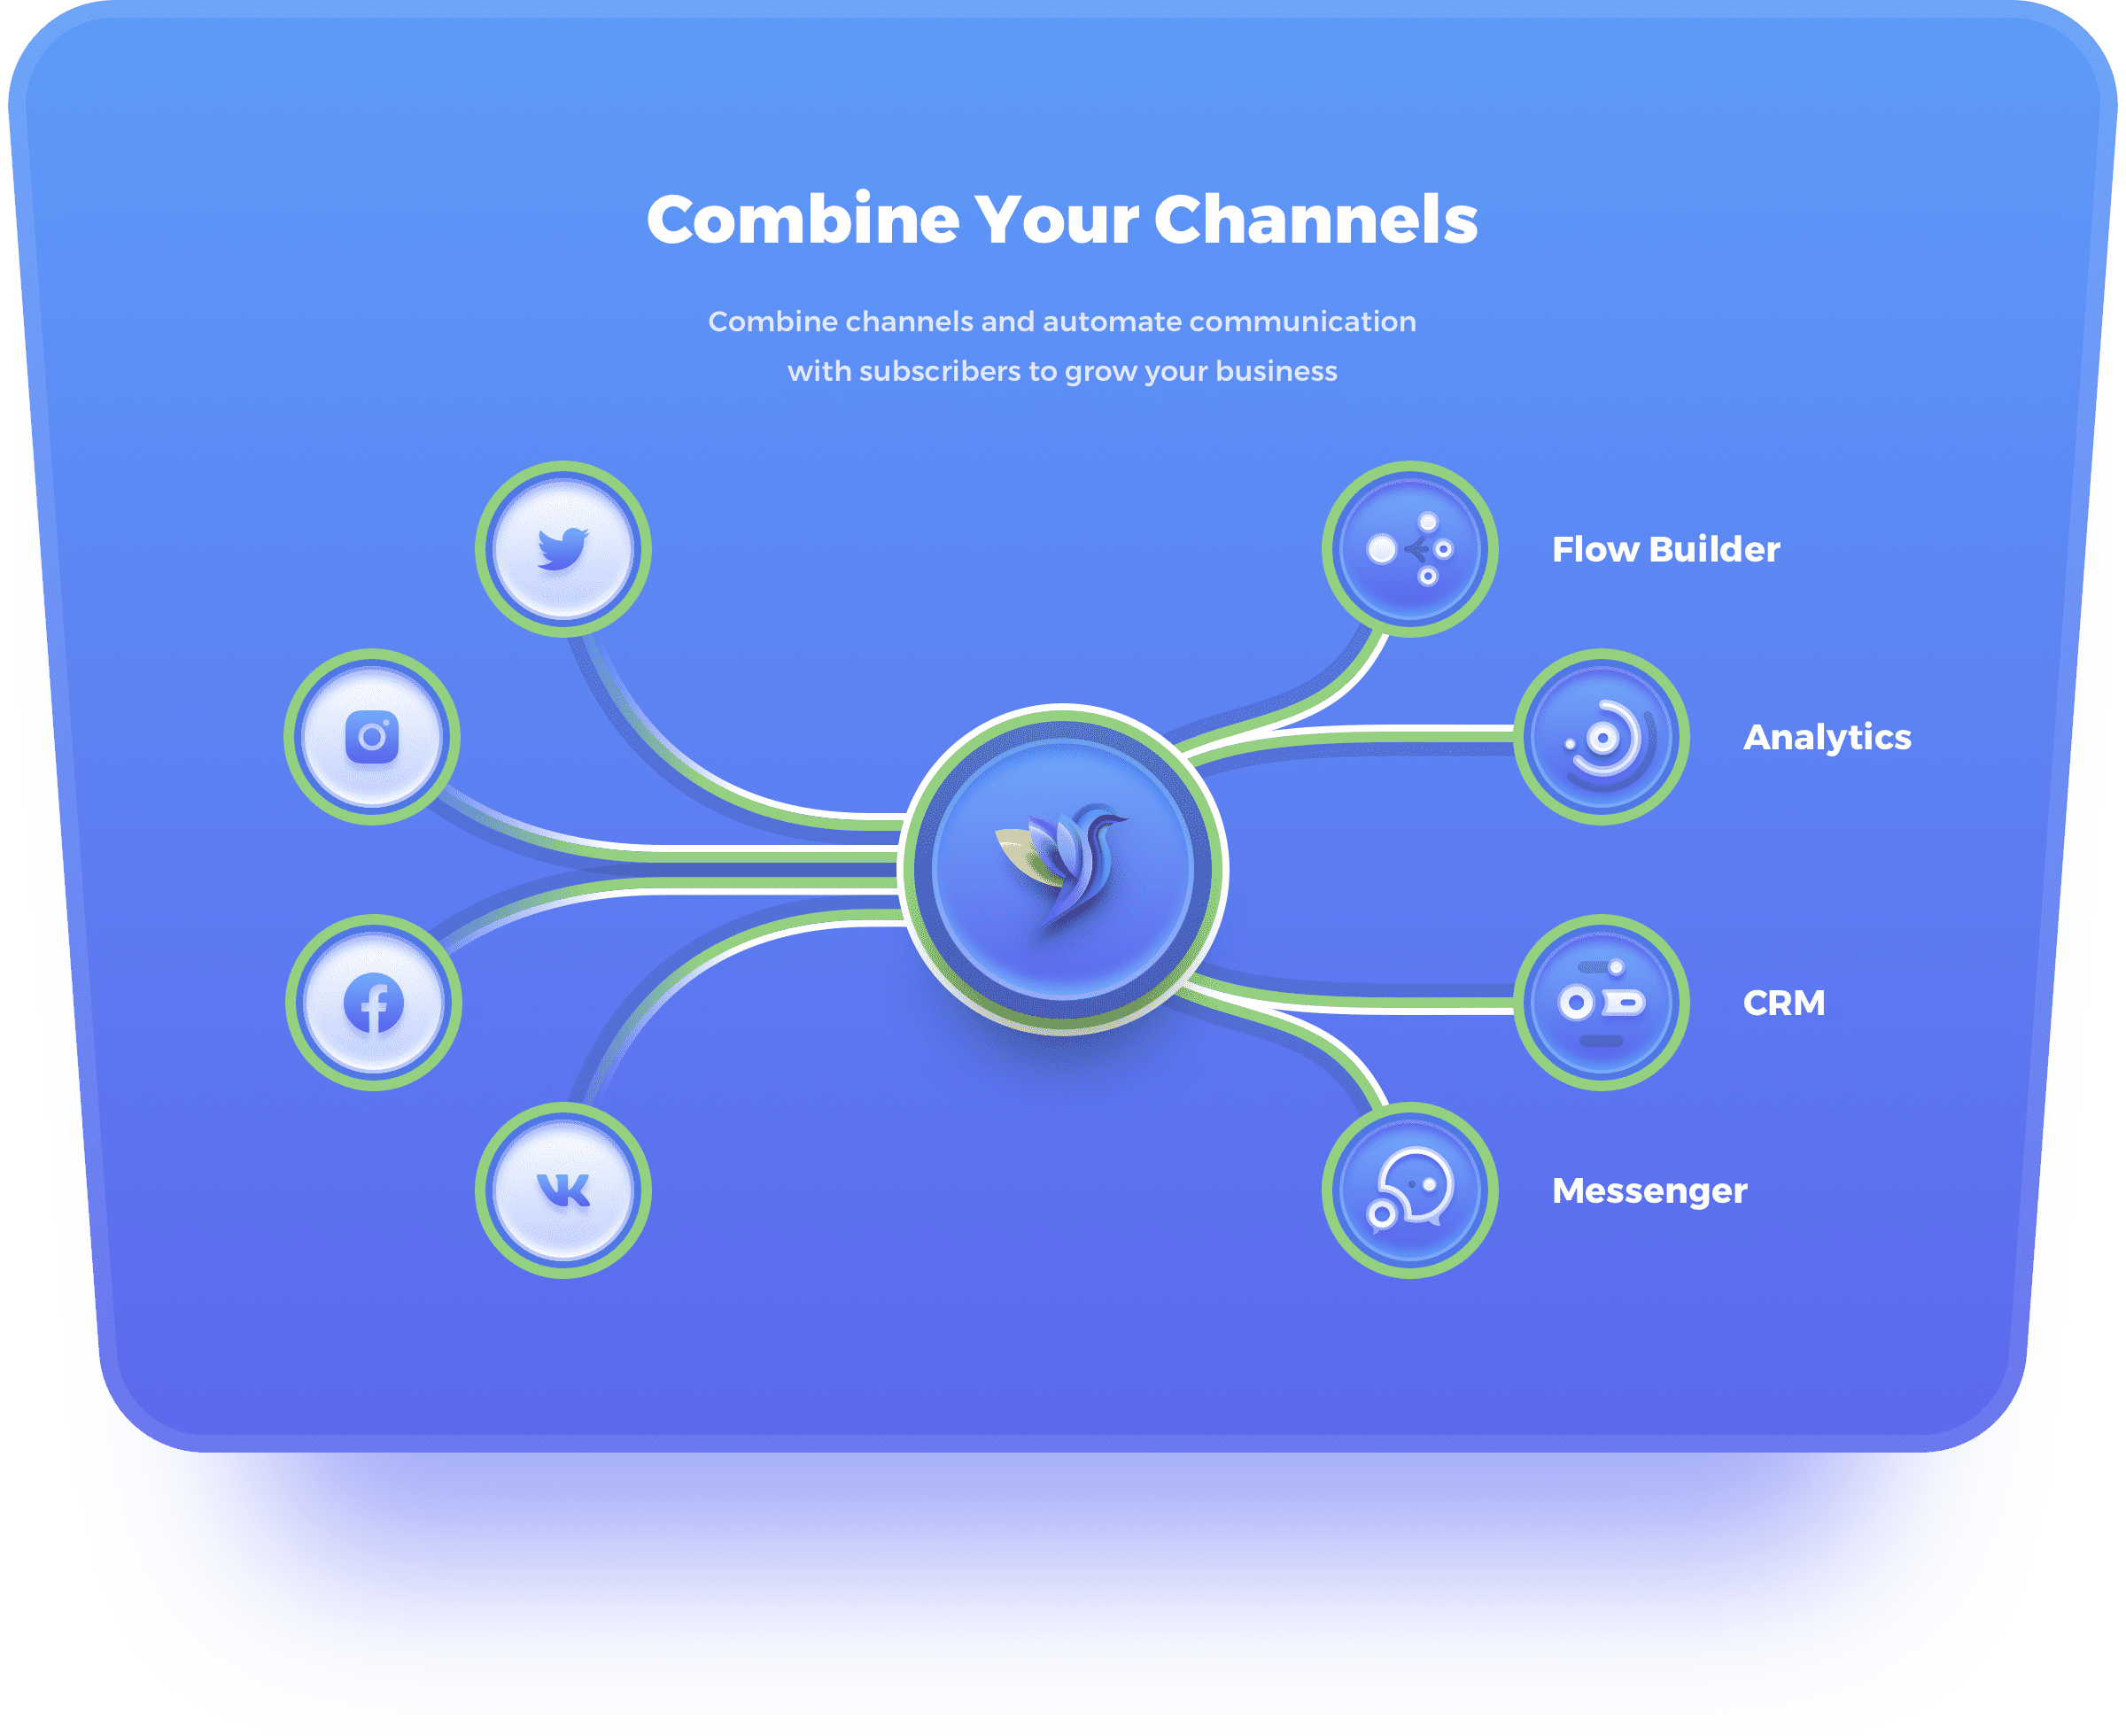 Combine Your Channels
Combine channels and automate communication
with subscribers to grow your business
Flow Builder
Analytics
CRM
Messenger